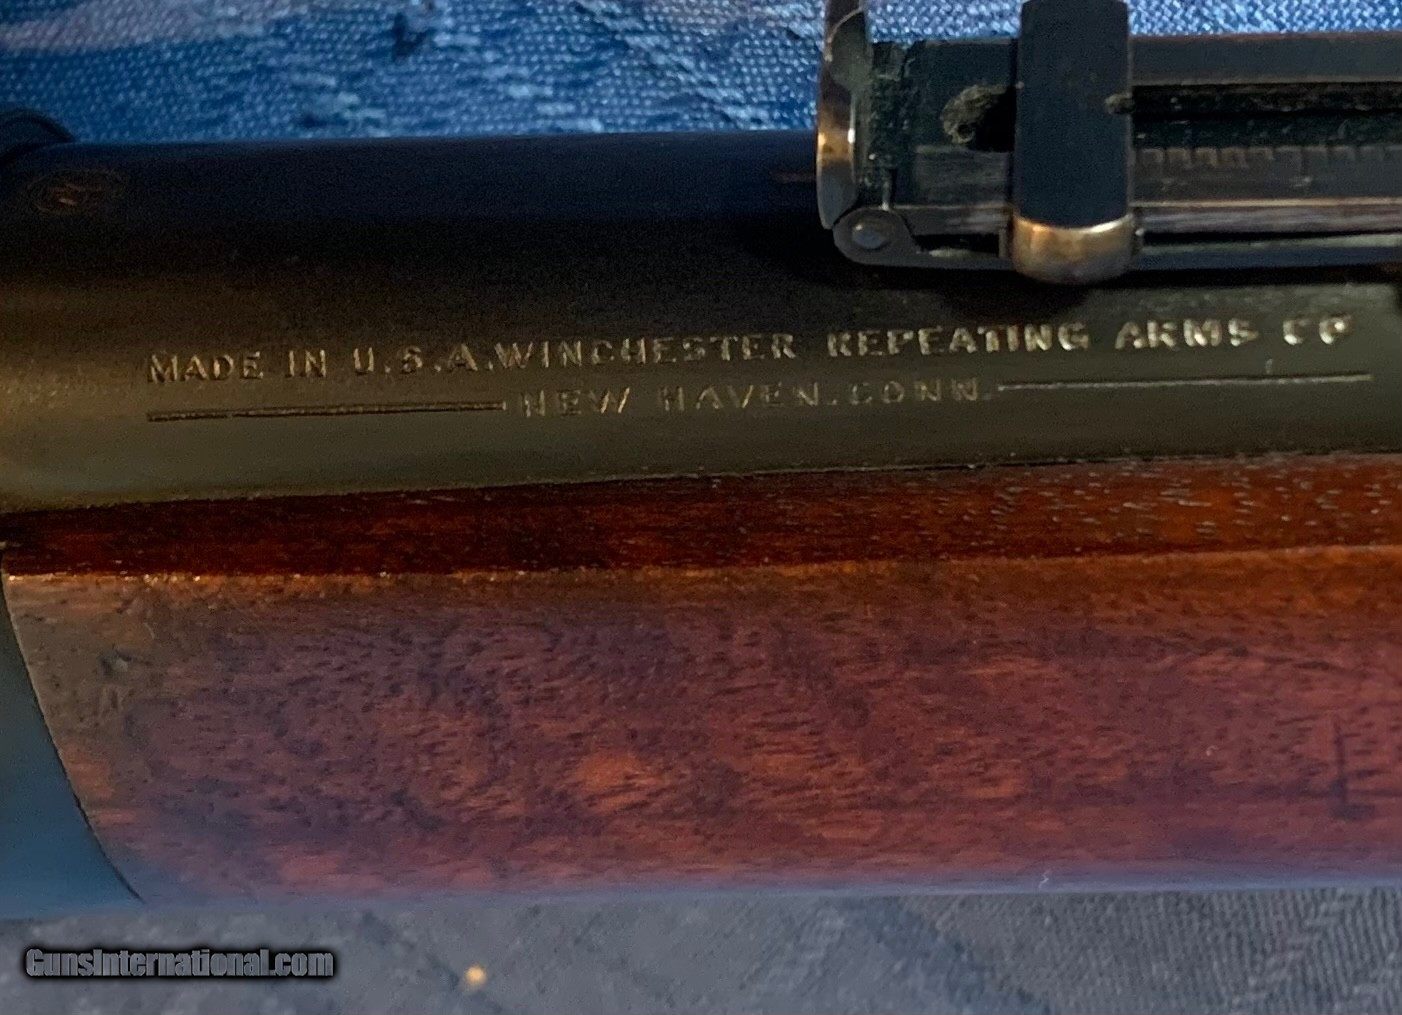 MADE IN U.S.A. WINCHESTER REPEATING ARMS CO
NEW HAVEN. CONN.
GunsInternational.com